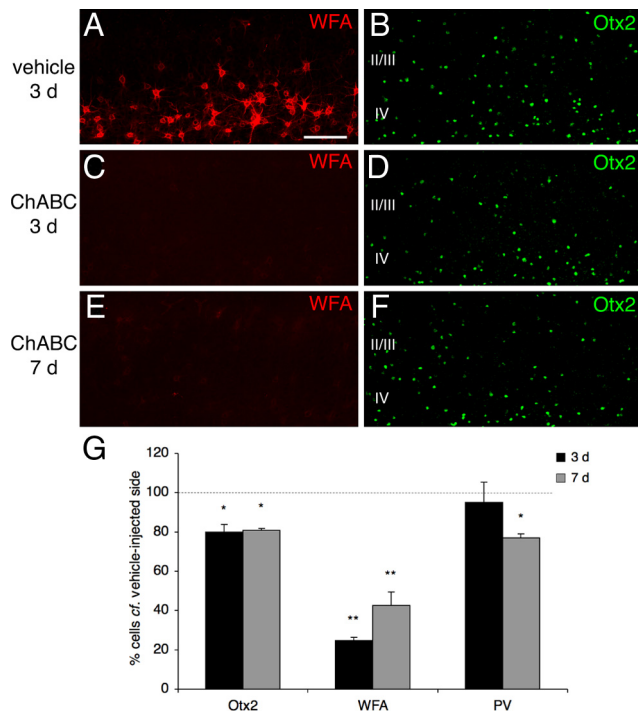 A
WFA
B
Otx2
vehicle
3 d
II/III
IV
C
WFA
D
Otx2
ChABC
3 d
II/III
IV
E
WFA
F
Otx2
ChABC
7 d
II/III
IV
G
% cells cf. vehicle-injected side
120
100
80
60
40
20
0
3 d
7 d
*
*
**
**
*
Otx2
WFA
PV